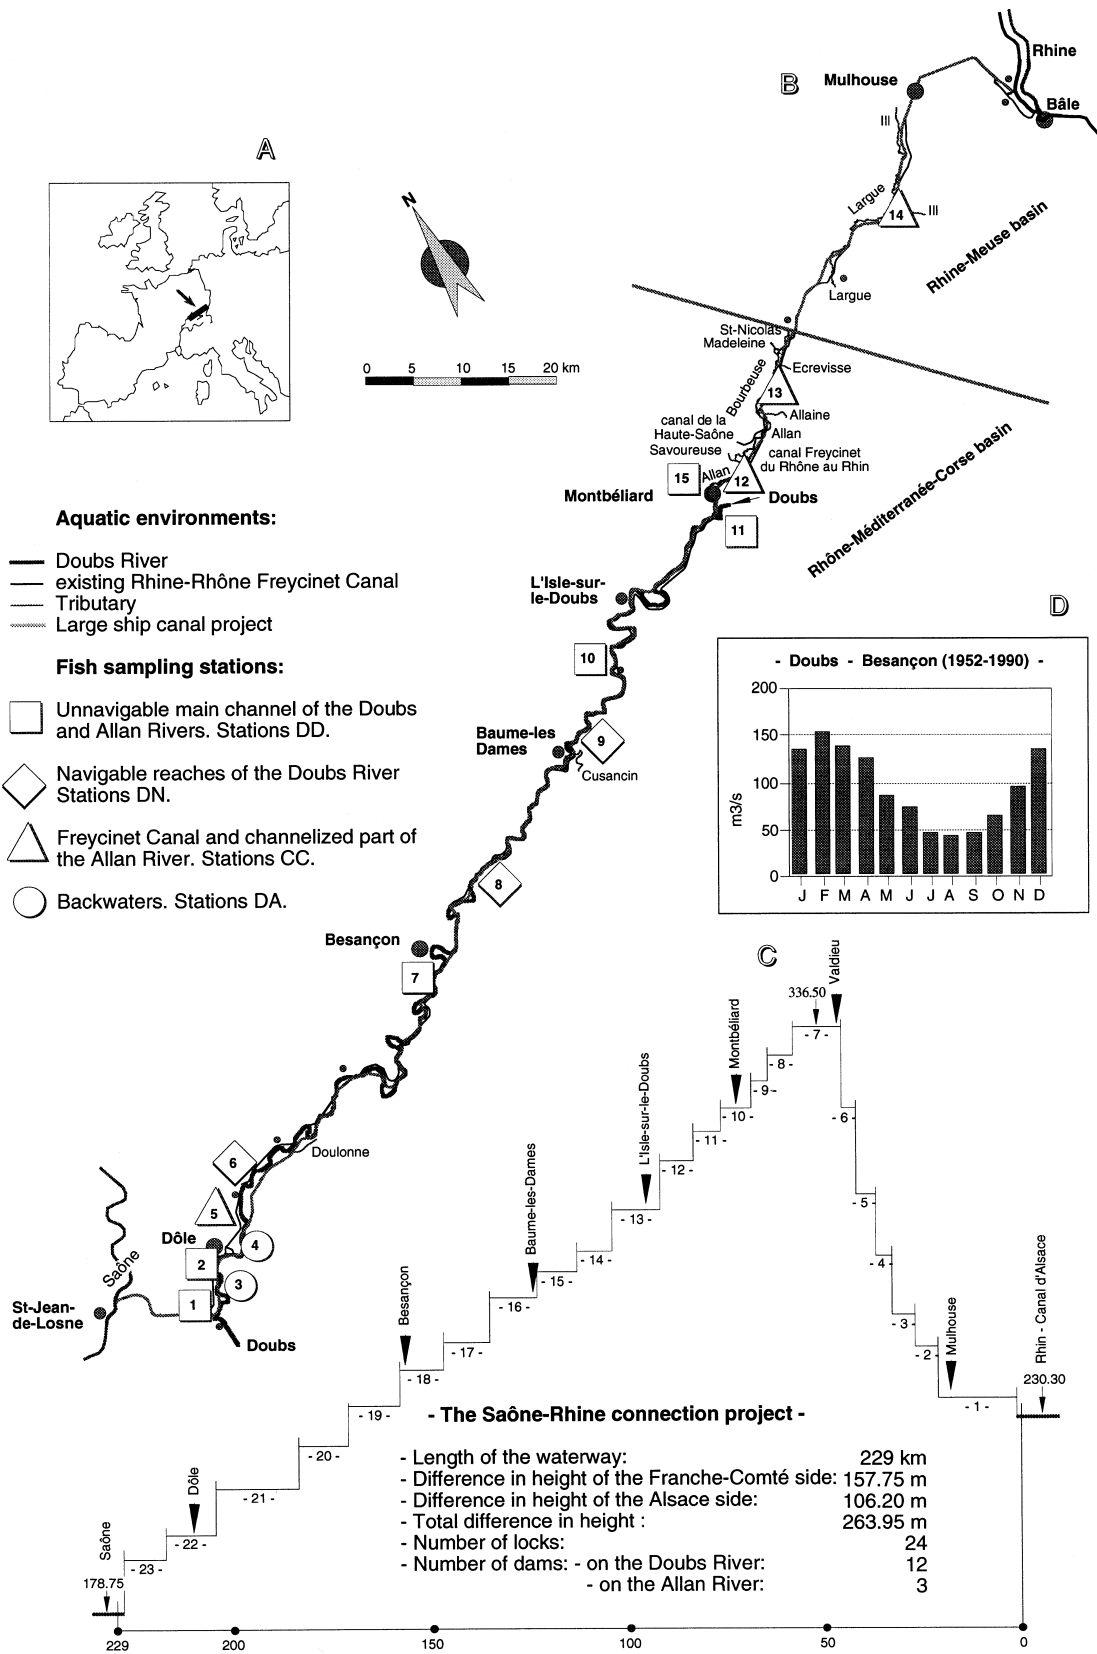 A
B
Rhine
Mulhouse
Bâle
Ill
Largue
14
Ill
Rhine-Meuse basin
N
Largue
St-Nicolas
Madeleine
Ecrevisse
Bourbeuse
13
0 5 10 15 20 km
Allaine
canal de la
Haute-Saône
Allan
Savoureuse
canal Freycinet
du Rhône au Rhin
Rhône-Méditerranée-Corse basin
15
Allan
12
Montbéliard
Doubs
11
Aquatic environments:
Doubs River
existing Rhine-Rhône Freycinet Canal
Tributary
Large ship canal project
Fish sampling stations:
Unnavigable main channel of the Doubs
and Allan Rivers. Stations DD.
Navigable reaches of the Doubs River
Stations DN.
Freycinet Canal and channelized part of
the Allan River. Stations CC.
Backwaters. Stations DA.
L'Isle-sur-
le-Doubs
10
Baume-les
Dames
9
Cusancin
8
Besançon
7
Doulonne
6
5
Dôle
4
2
3
Saône
1
St-Jean-
de-Losne
Doubs
D
- Doubs - Besançon (1952-1990) -
200
150
100
50
0
m3/s
J F M A M J J A S O N D
C
Valdieu
336.50
- 7 -
Montbéliard
- 8 -
- 9 -
- 10 -
- 6 -
L'Isle-sur-le-Doubs
- 11 -
- 12 -
Baume-les-Dames
- 13 -
- 5 -
- 14 -
- 4 -
Rhin - Canal d'Alsace
- 15 -
Besançon
- 16 -
- 3 -
Mulhouse
- 17 -
- 2 -
- 18 -
230.30
- 19 -
- 1 -
- The Saône-Rhine connection project -
- 20 -
- Length of the waterway: 229 km
- Difference in height of the Franche-Comté side: 157.75 m
- Difference in height of the Alsace side: 106.20 m
- Total difference in height : 263.95 m
- Number of locks: 24
- Number of dams: - on the Doubs River: 12
- on the Allan River: 3
Dôle
- 21 -
- 22 -
Saône
- 23 -
178.75
229 200 150 100 50 0